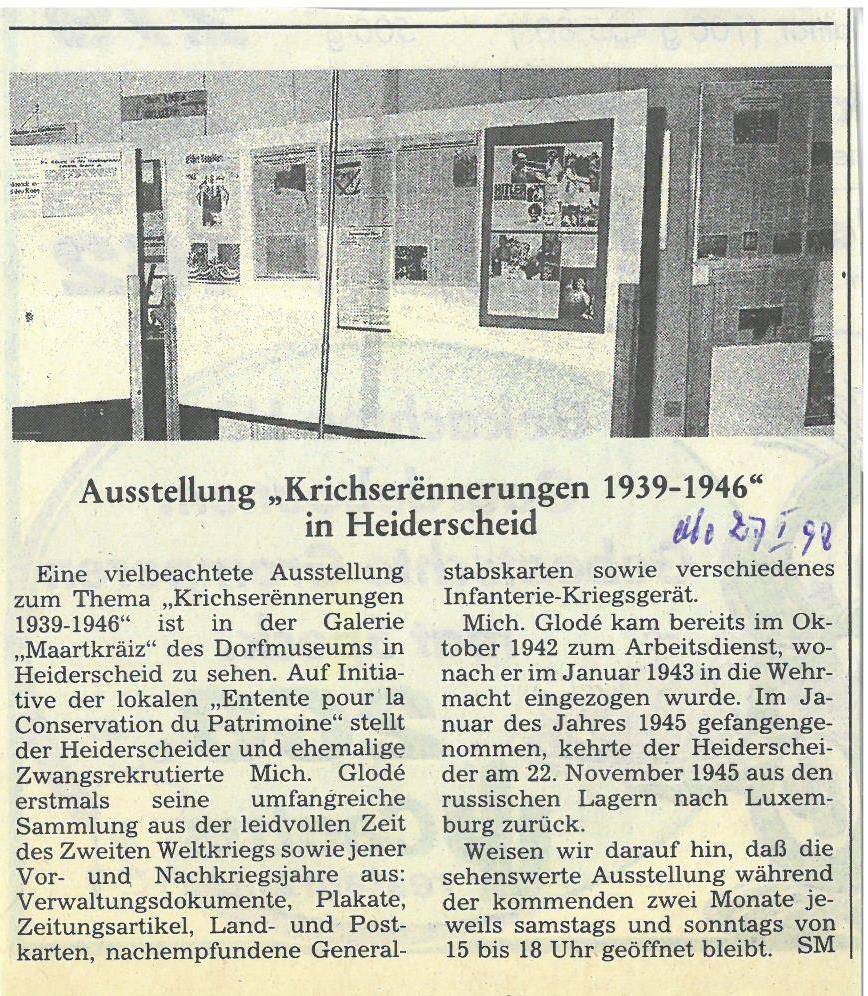 HITLER
Ausstellung „Krichserënnerungen 1939-1946“
in Heiderscheid
27 I 98
Eine vielbeachtete Ausstellung
zum Thema „Krichserënnerungen
1939-1946“ ist in der Galerie
„Maartkräiz“ des Dorfmuseums in
Heiderscheid zu sehen. Auf Initia-
tive der lokalen „Entente pour la
Conservation du Patrimoine“ stellt
der Heiderscheider und ehemalige
Zwangsrekrutierte Mich. Glodé
erstmals seine umfangreiche
Sammlung aus der leidvollen Zeit
des Zweiten Weltkriegs sowie jener
Vor- und Nachkriegsjahre aus:
Verwaltungsdokumente, Plakate,
Zeitungsartikel, Land- und Post-
karten, nachempfundene General-
stabskarten sowie verschiedenes
Infanterie-Kriegsgerät.
Mich. Glodé kam bereits im Ok-
tober 1942 zum Arbeitsdienst, wo-
nach er im Januar 1943 in die Wehr-
macht eingezogen wurde. Im Ja-
nuar des Jahres 1945 gefangenge-
nommen, kehrte der Heiderschei-
der am 22. November 1945 aus den
russischen Lagern nach Luxem-
burg zurück.
Weisen wir darauf hin, daß die
sehenswerte Ausstellung während
der kommenden zwei Monate je-
weils samstags und sonntags von
15 bis 18 Uhr geöffnet bleibt. SM